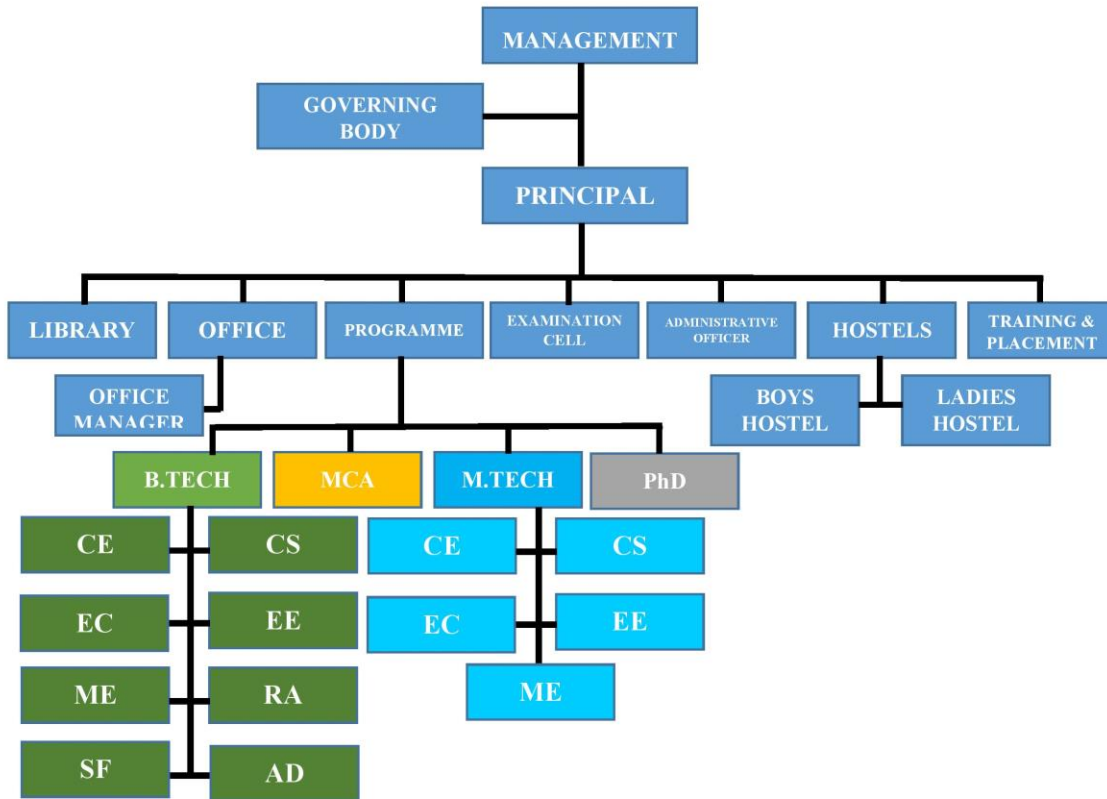 MANAGEMENT
GOVERNING
BODY
PRINCIPAL
LIBRARY
OFFICE
PROGRAMME
EXAMINATION
CELL
ADMINISTRATIVE
OFFICER
HOSTELS
TRAINING &
PLACEMENT
OFFICE
MANAGER
BOYS
HOSTEL
LADIES
HOSTEL
B.TECH
MCA
M.TECH
PhD
CE
CS
CE
CS
EC
EE
EC
EE
ME
RA
ME
SF
AD